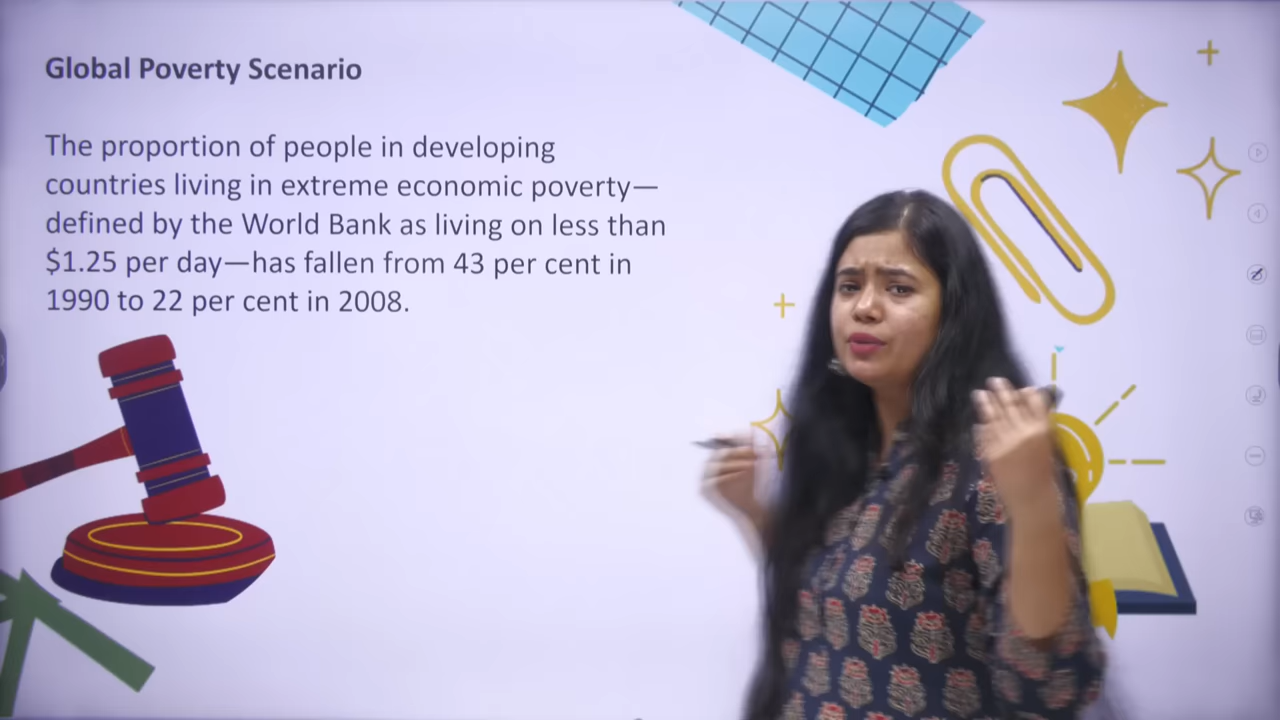 Global Poverty Scenario
The proportion of people in developing
countries living in extreme economic poverty—
defined by the World Bank as living on less than
$1.25 per day—has fallen from 43 per cent in
1990 to 22 per cent in 2008.